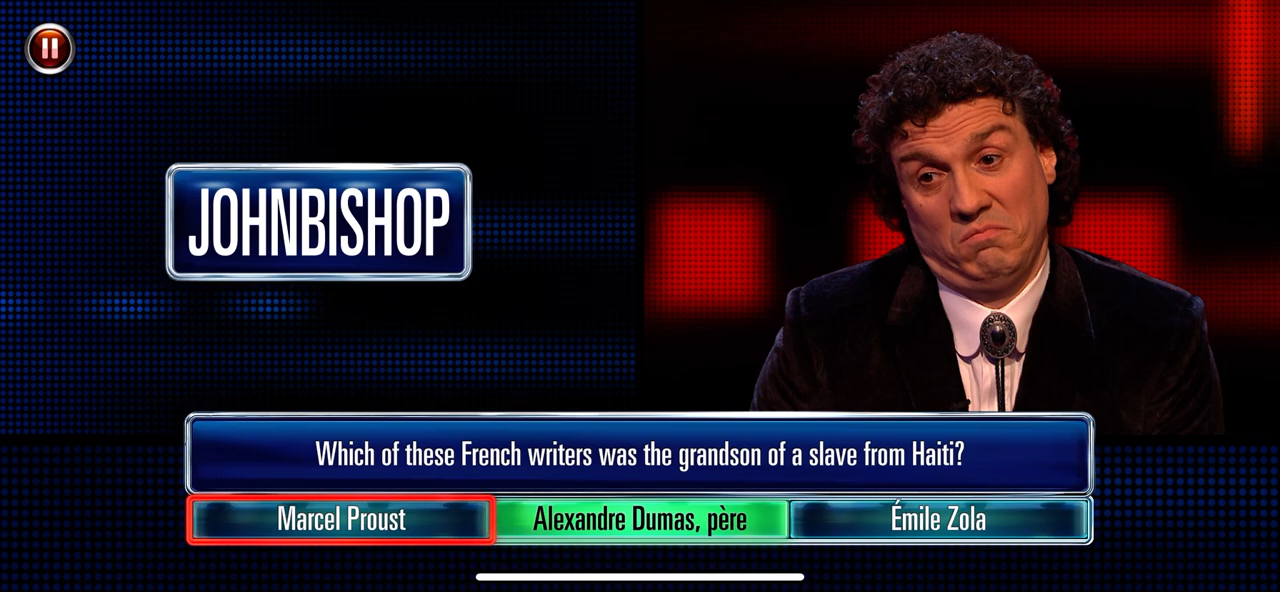 JOHNBISHOP
Which of these French writers was the grandson of a slave from Haiti?
Marcel Proust
Alexandre Dumas, père
Émile Zola